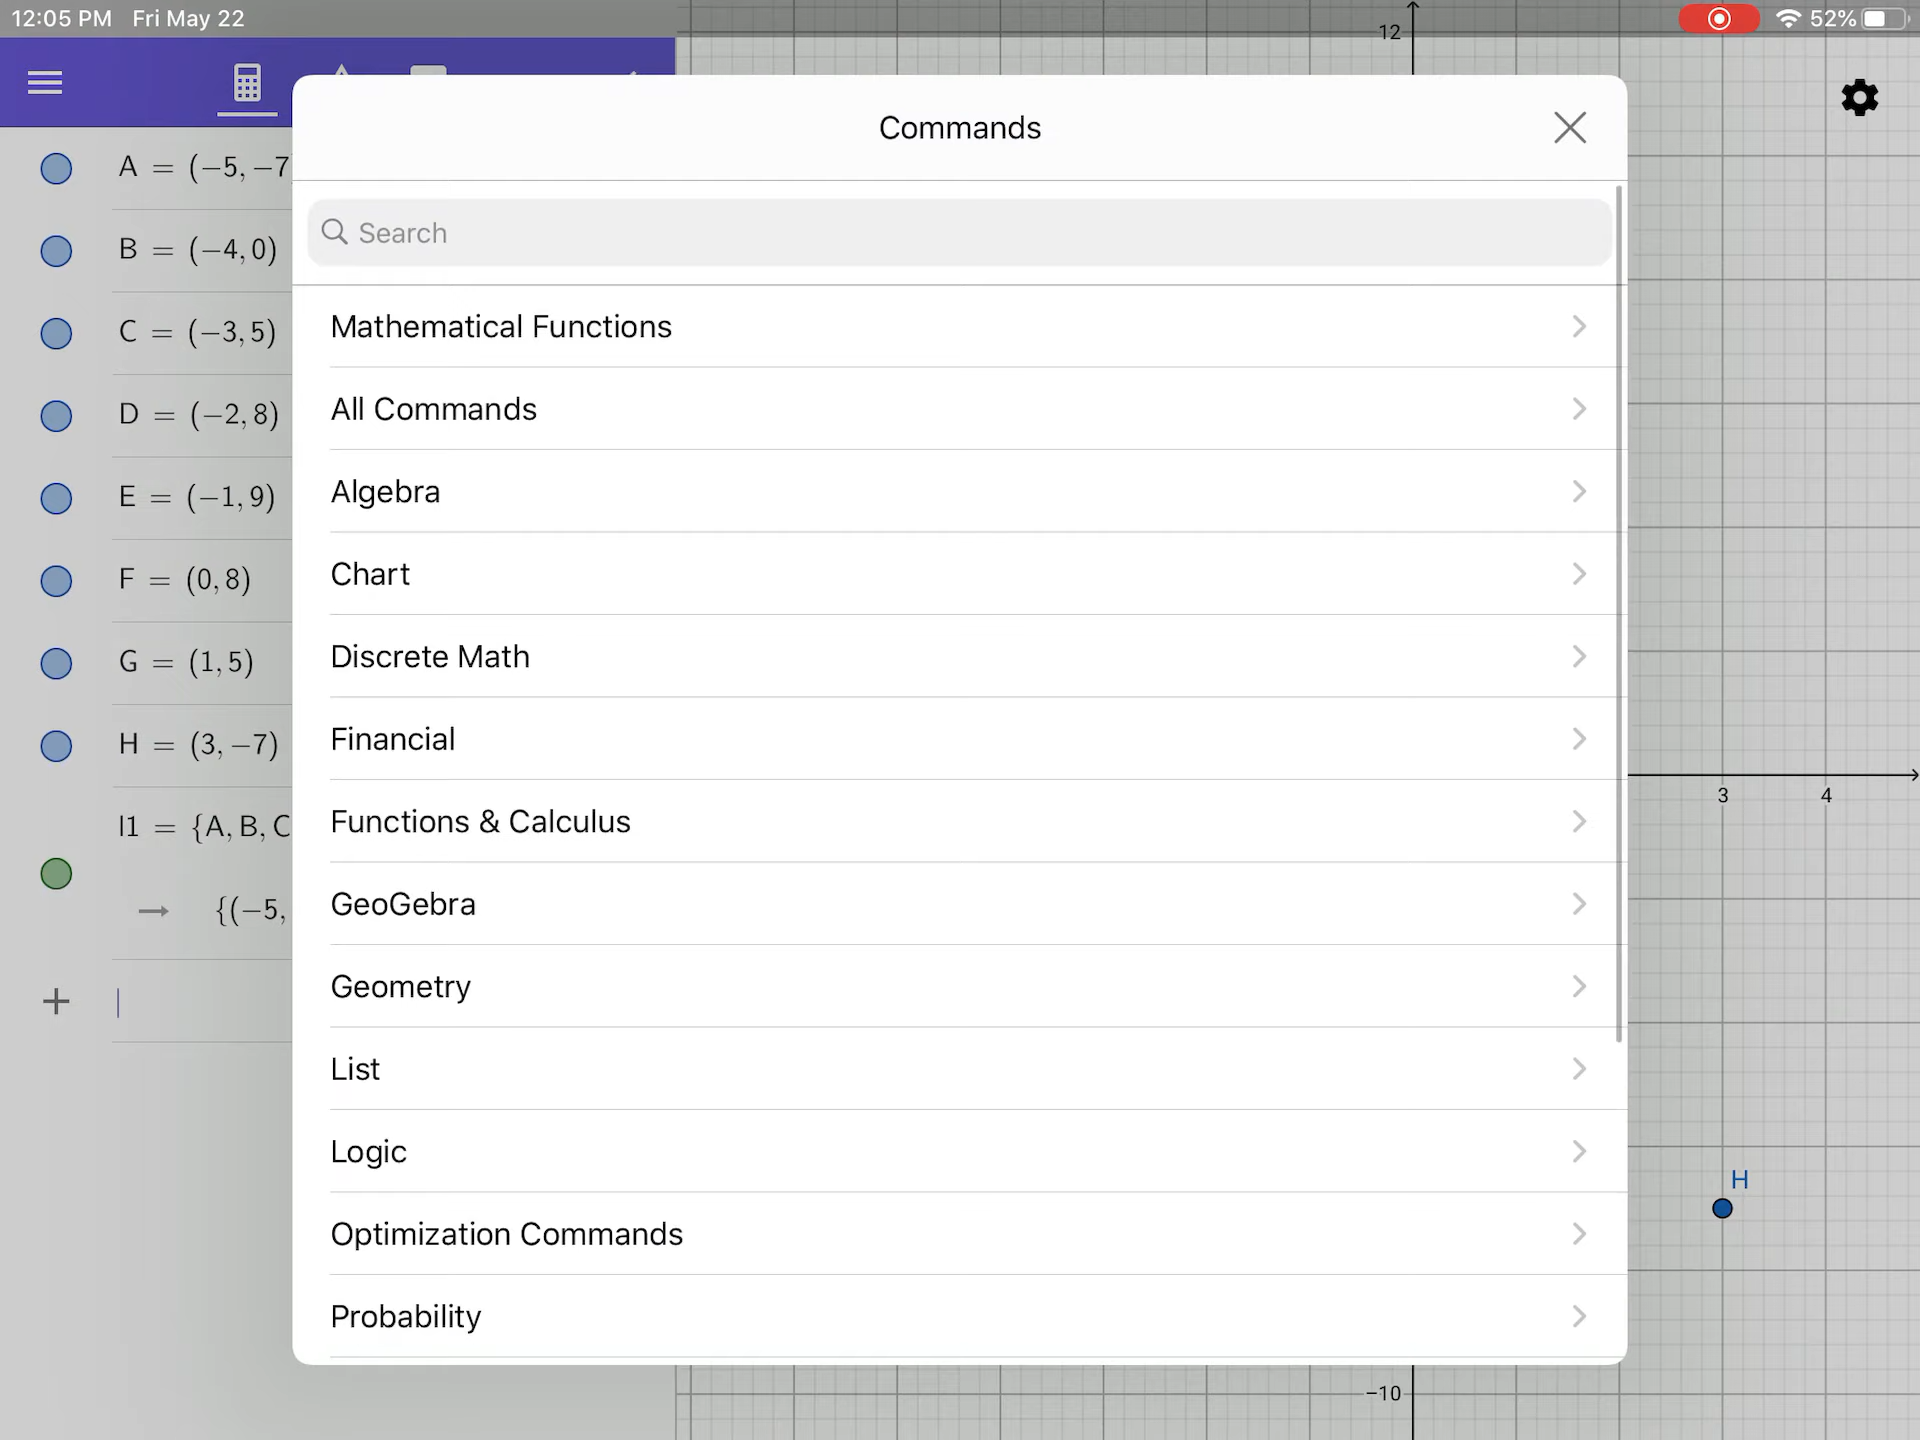 12:05 PM Fri May 22
52%
12
Commands
Search
Mathematical Functions
All Commands
Algebra
Chart
Discrete Math
Financial
Functions & Calculus
GeoGebra
Geometry
List
Logic
Optimization Commands
Probability
A = (−5, −7
B = (−4, 0)
C = (−3, 5)
D = (−2, 8)
E = (−1, 9)
F = (0, 8)
G = (1, 5)
H = (3, −7)
l1 = {A, B, C
→ {(−5,
+
3
4
H
−10